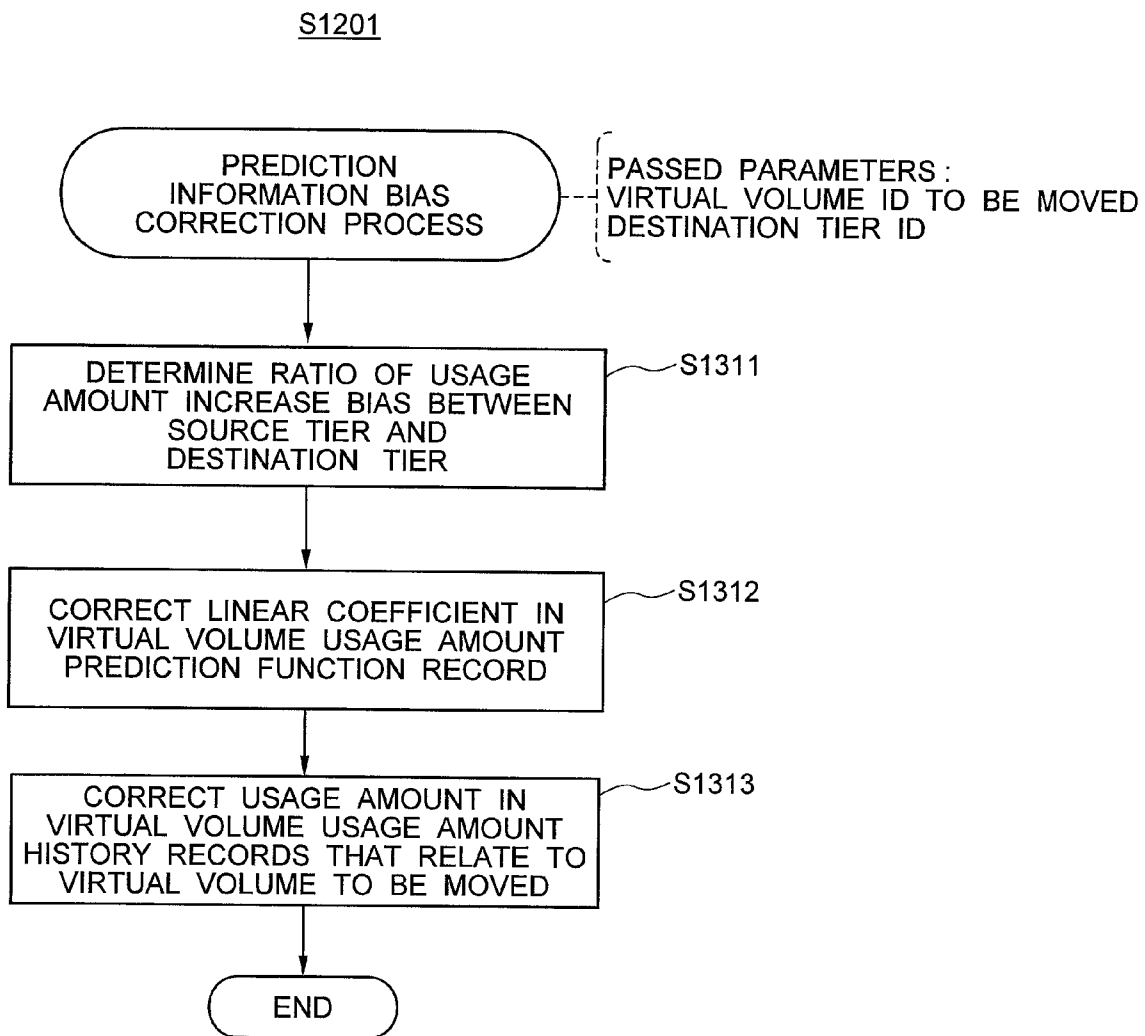 S1201
PREDICTION
INFORMATION BIAS
CORRECTION PROCESS
PASSED PARAMETERS :
VIRTUAL VOLUME ID TO BE MOVED
DESTINATION TIER ID
DETERMINE RATIO OF USAGE
AMOUNT INCREASE BIAS BETWEEN
SOURCE TIER AND
DESTINATION TIER
S1311
CORRECT LINEAR COEFFICIENT IN
VIRTUAL VOLUME USAGE AMOUNT
PREDICTION FUNCTION RECORD
S1312
CORRECT USAGE AMOUNT IN
VIRTUAL VOLUME USAGE AMOUNT
HISTORY RECORDS THAT RELATE TO
VIRTUAL VOLUME TO BE MOVED
S1313
END